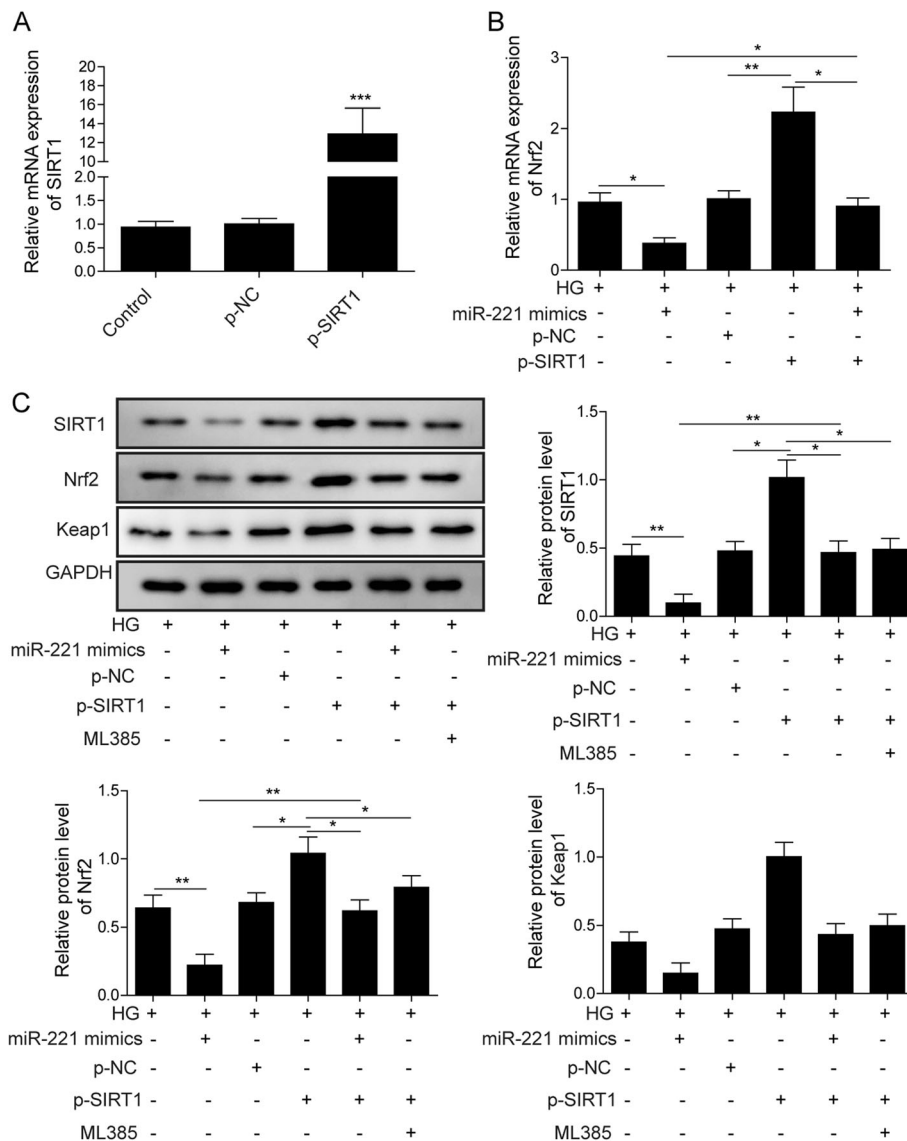 A
Relative mRNA expression
of SIRT1
20
18
16
14
12
10
2.0
1.5
1.0
0.5
0.0
***
Control
p-NC
p-SIRT1
B
Relative mRNA expression
of Nrf2
3
2
1
0
*
** *
*
HG + + + + +
miR-221 mimics - + - - +
p-NC - - + - -
p-SIRT1 - - - + +
C
SIRT1
Nrf2
Keap1
GAPDH
HG + + + + + +
miR-221 mimics - + - - + -
p-NC - - + - - -
p-SIRT1 - - - + + +
ML385 - - - - - +
Relative protein level
of SIRT1
1.5
1.0
0.5
0.0
**
*
* *
**
HG + + + + + +
miR-221 mimics - + - - + -
p-NC - - + - - -
p-SIRT1 - - - + + +
ML385 - - - - - +
Relative protein level
of Nrf2
1.5
1.0
0.5
0.0
**
*
* *
**
HG + + + + + +
miR-221 mimics - + - - + -
p-NC - - + - - -
p-SIRT1 - - - + + +
ML385 - - - - - +
Relative protein level
of Keap1
1.5
1.0
0.5
0.0
HG + + + + + +
miR-221 mimics - + - - + -
p-NC - - + - - -
p-SIRT1 - - - + + +
ML385 - - - - - +